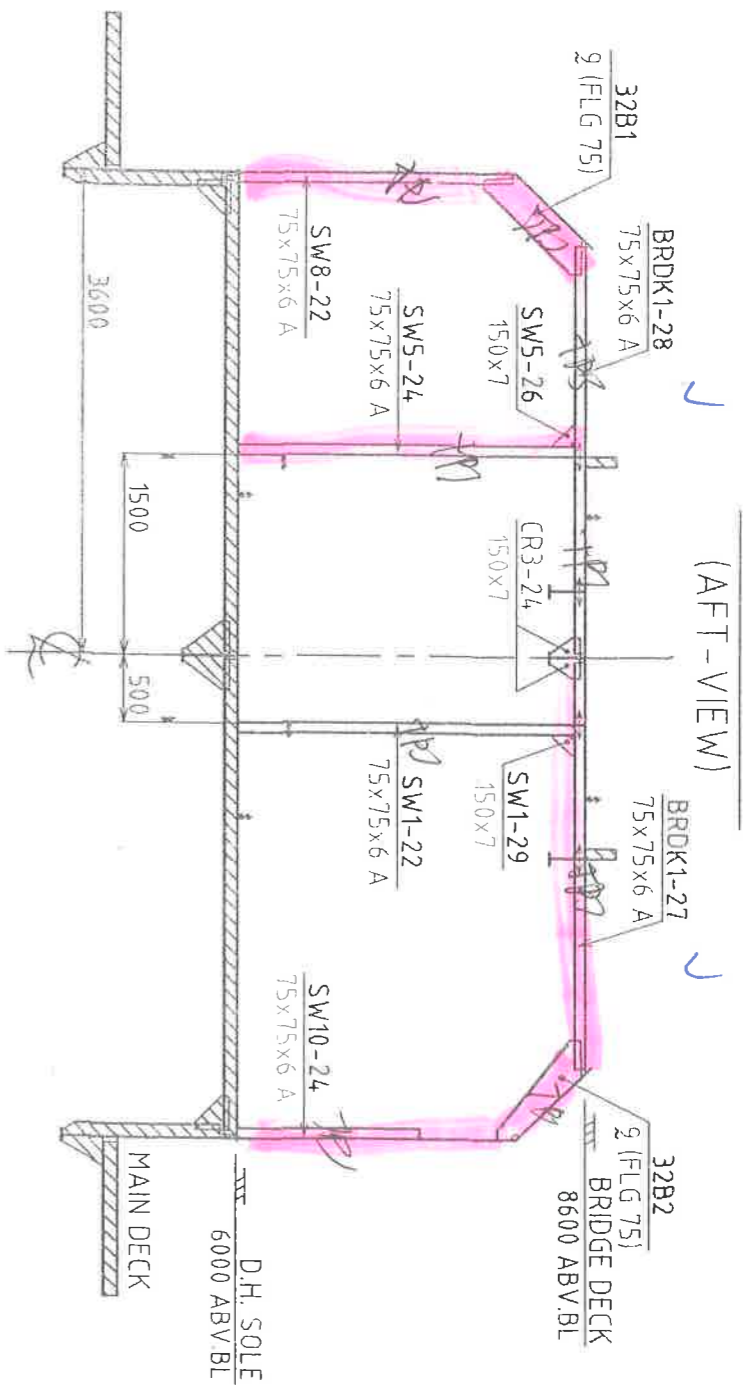 (AFT-VIEW)
32B1
9 (FLG 75)
BRDK1-28
75x75x6 A
BRDK1-27
75x75x6 A
32B2
9 (FLG 75)
BRIDGE DECK
8600 ABV.BL
SW5-26
150x7
CR3-24
150x7
SW1-29
150x7
SW8-22
75x75x6 A
SW5-24
75x75x6 A
SW1-22
75x75x6 A
SW10-24
75x75x6 A
D.H. SOLE
6000 ABV.BL
1500
500
3600
MAIN DECK